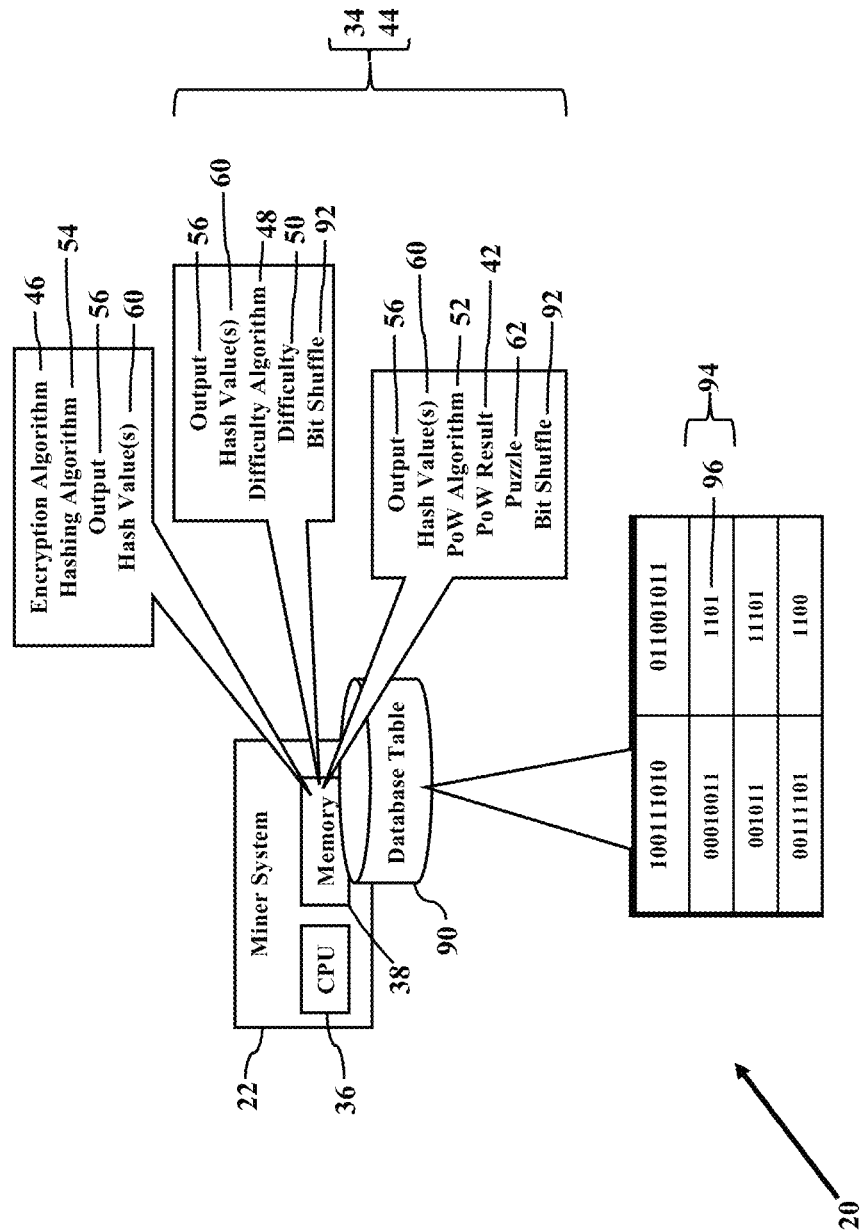 Encryption Algorithm 46
Hashing Algorithm 54
Output 56
Hash Value(s) 60
Output 56
Hash Value(s) 60
Difficulty Algorithm 48
Difficulty 50
Bit Shuffle 92
34
44
Output 56
Hash Value(s) 60
PoW Algorithm 52
PoW Result 42
Puzzle 62
Bit Shuffle 92
Miner System
CPU
Memory
22
36
38
Database Table
90
96
94
100111010 011001011
00010011 1101
001011 11101
00111101 1100
20